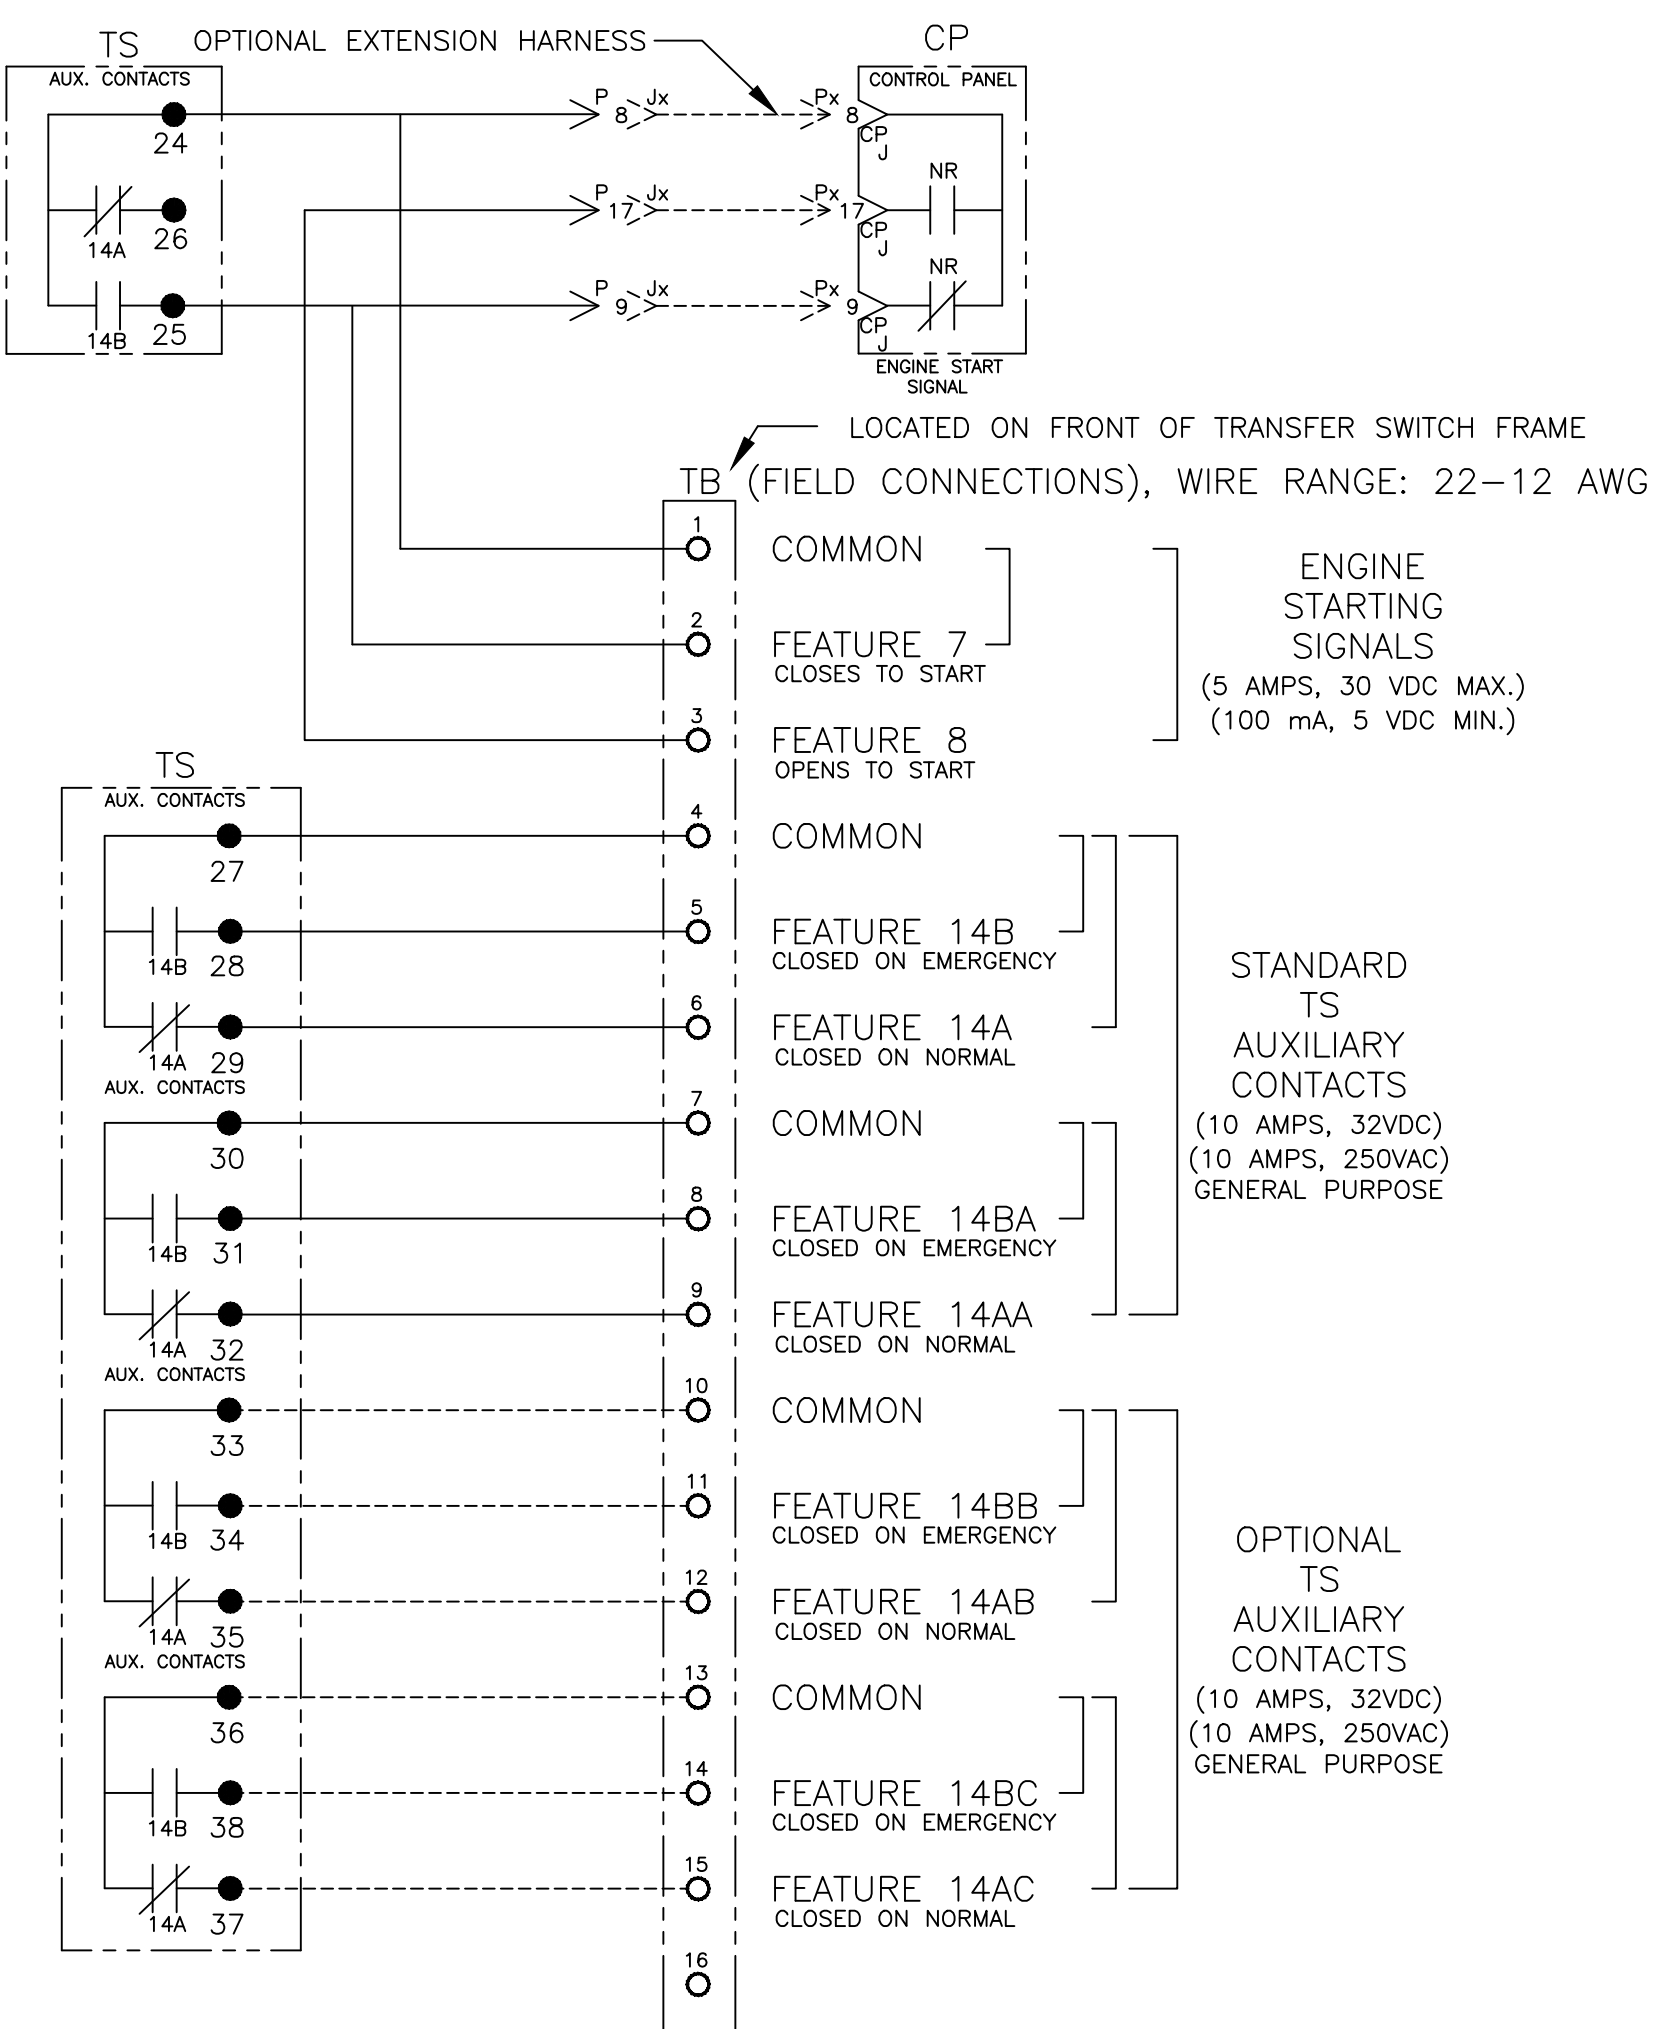 TS
OPTIONAL EXTENSION HARNESS
CP
AUX. CONTACTS
CONTROL PANEL
P
8
Jx
Px
8
24
CP
J
NR
P
17
Jx
Px
17
14A
26
CP
J
NR
P
9
Jx
Px
9
14B
25
CP
J
ENGINE START
SIGNAL
LOCATED ON FRONT OF TRANSFER SWITCH FRAME
TB (FIELD CONNECTIONS), WIRE RANGE: 22-12 AWG
1
COMMON
2
FEATURE 7
CLOSES TO START
3
FEATURE 8
OPENS TO START
ENGINE
STARTING
SIGNALS
(5 AMPS, 30 VDC MAX.)
(100 mA, 5 VDC MIN.)
TS
AUX. CONTACTS
27
4
COMMON
14B
28
5
FEATURE 14B
CLOSED ON EMERGENCY
14A
29
6
FEATURE 14A
CLOSED ON NORMAL
AUX. CONTACTS
30
7
COMMON
14B
31
8
FEATURE 14BA
CLOSED ON EMERGENCY
14A
32
9
FEATURE 14AA
CLOSED ON NORMAL
STANDARD
TS
AUXILIARY
CONTACTS
(10 AMPS, 32VDC)
(10 AMPS, 250VAC)
GENERAL PURPOSE
AUX. CONTACTS
33
10
COMMON
14B
34
11
FEATURE 14BB
CLOSED ON EMERGENCY
14A
35
12
FEATURE 14AB
CLOSED ON NORMAL
AUX. CONTACTS
36
13
COMMON
14B
38
14
FEATURE 14BC
CLOSED ON EMERGENCY
14A
37
15
FEATURE 14AC
CLOSED ON NORMAL
OPTIONAL
TS
AUXILIARY
CONTACTS
(10 AMPS, 32VDC)
(10 AMPS, 250VAC)
GENERAL PURPOSE
16